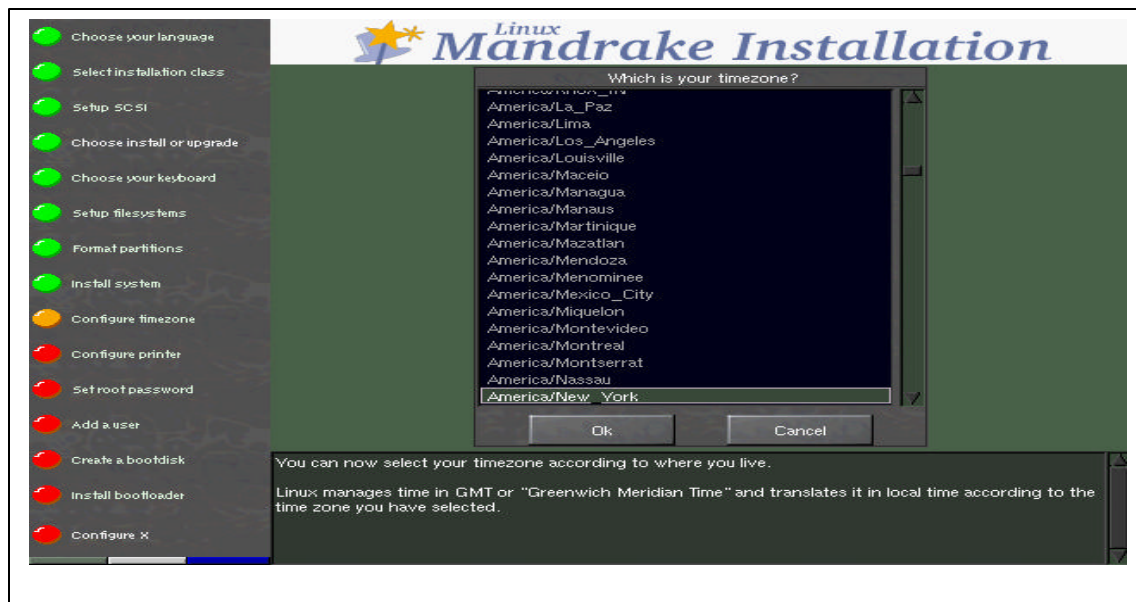 Linux
Mandrake Installation
Choose your language
Select installation class
Setup SCSI
Choose install or upgrade
Choose your keyboard
Setup filesystems
Format partitions
Install system
Configure timezone
Configure printer
Set root password
Add a user
Create a bootdisk
Install bootloader
Configure X
Which is your timezone?
America/Knox_IN
America/La_Paz
America/Lima
America/Los_Angeles
America/Louisville
America/Maceio
America/Managua
America/Manaus
America/Martinique
America/Mazatlan
America/Mendoza
America/Menominee
America/Mexico_City
America/Miquelon
America/Montevideo
America/Montreal
America/Montserrat
America/Nassau
America/New_York
Ok
Cancel
You can now select your timezone according to where you live.
Linux manages time in GMT or "Greenwich Meridian Time" and translates it in local time according to the
time zone you have selected.